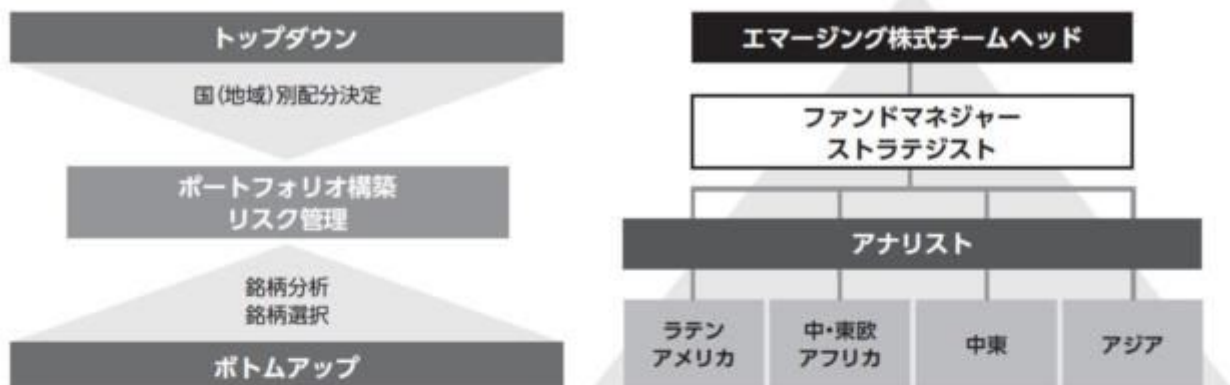 トップダウン
国(地域)別配分決定
ポートフォリオ構築
リスク管理
銘柄分析
銘柄選択
ボトムアップ
エマージング株式チームヘッド
ファンドマネジャー
ストラテジスト
アナリスト
ラテン
アメリカ
中・東欧
アフリカ
中東
アジア